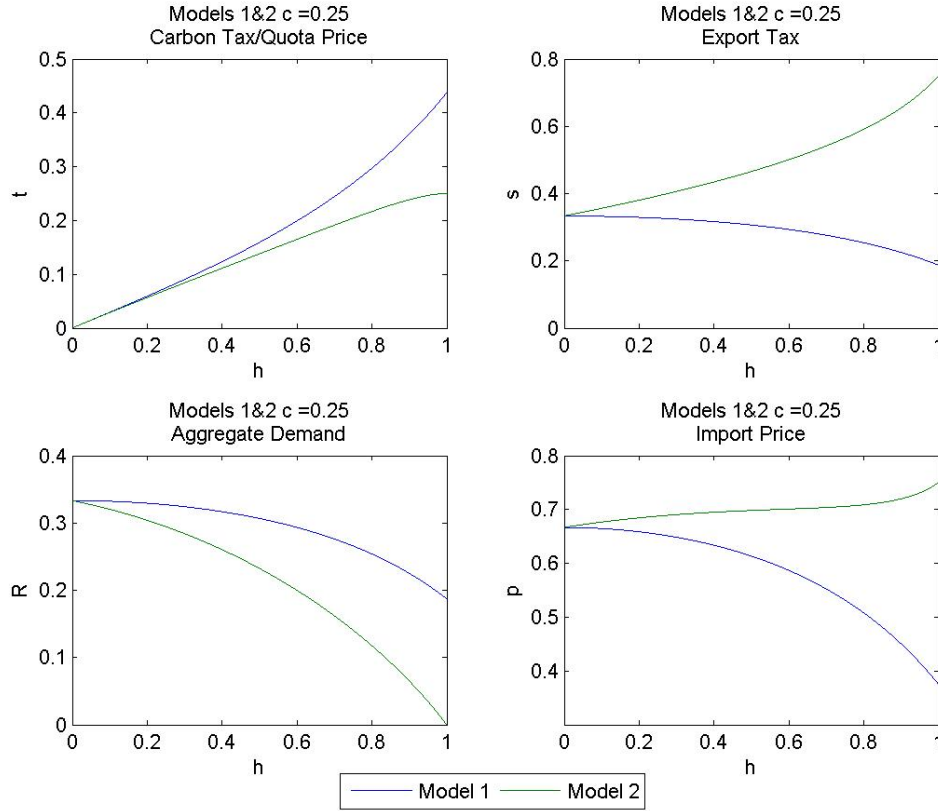 Models 1&2 c =0.25
Carbon Tax/Quota Price
0.5
0.4
0.3
0.2
0.1
0
t
0
0.2
0.4
0.6
0.8
1
h
Models 1&2 c =0.25
Export Tax
0.8
0.6
0.4
0.2
0
s
0
0.2
0.4
0.6
0.8
1
h
Models 1&2 c =0.25
Aggregate Demand
0.4
0.3
0.2
0.1
0
R
0
0.2
0.4
0.6
0.8
1
h
Models 1&2 c =0.25
Import Price
0.8
0.7
0.6
0.5
0.4
p
0
0.2
0.4
0.6
0.8
1
h
Model 1
Model 2